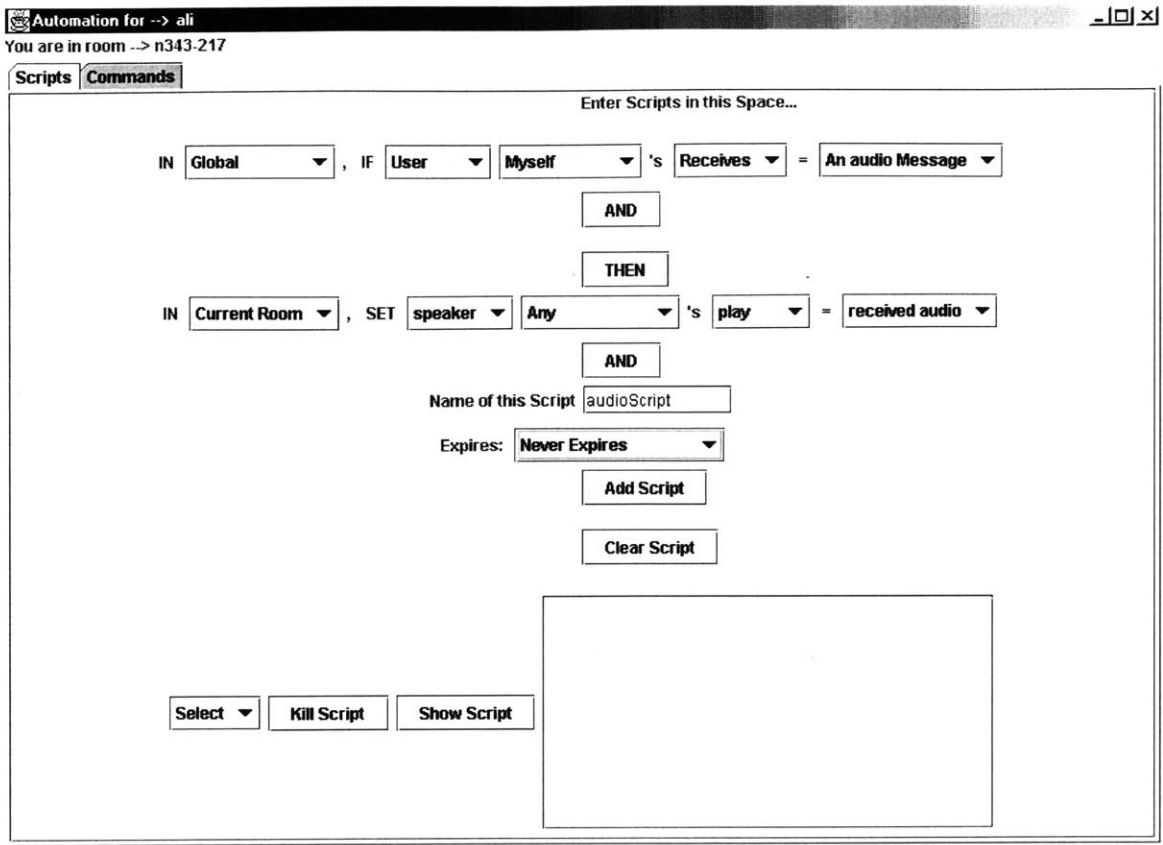 Automation for --> ali
You are in room --> n343-217
Scripts Commands
Enter Scripts in this Space...
IN Global , IF User Myself 's Receives = An audio Message
AND
THEN
IN Current Room , SET speaker Any 's play = received audio
AND
Name of this Script audioScript
Expires: Never Expires
Add Script
Clear Script
Select Kill Script Show Script